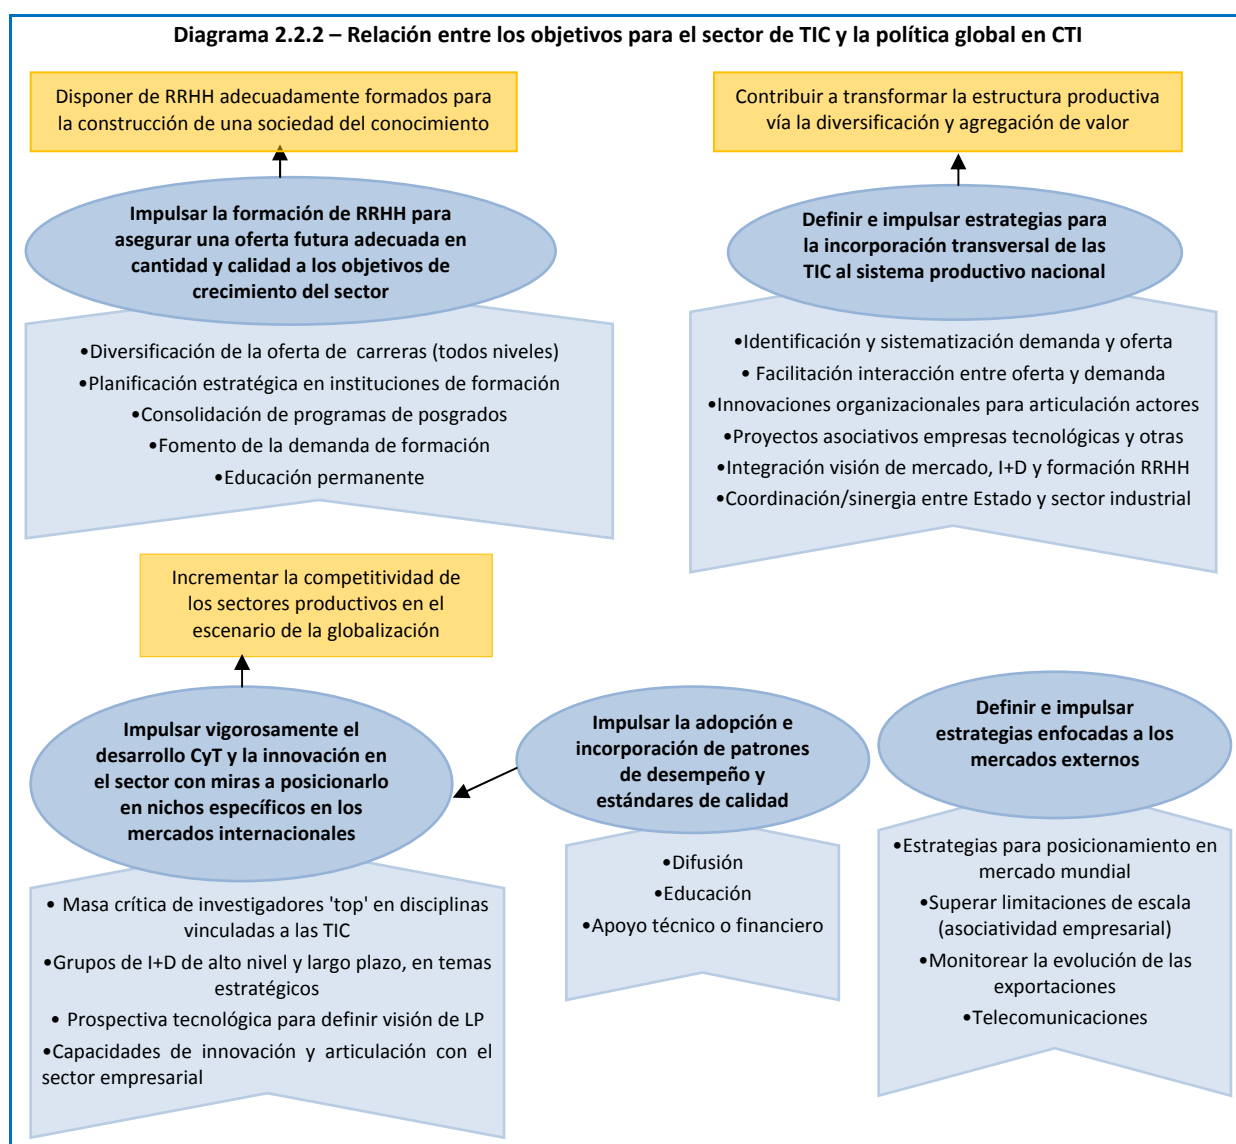 Diagrama 2.2.2 – Relación entre los objetivos para el sector de TIC y la política global en CTI
Disponer de RRHH adecuadamente formados para
la construcción de una sociedad del conocimiento
Contribuir a transformar la estructura productiva
vía la diversificación y agregación de valor
Impulsar la formación de RRHH para
asegurar una oferta futura adecuada en
cantidad y calidad a los objetivos de
crecimiento del sector
Definir e impulsar estrategias para
la incorporación transversal de las
TIC al sistema productivo nacional
•Diversificación de la oferta de carreras (todos niveles)
•Planificación estratégica en instituciones de formación
•Consolidación de programas de posgrados
•Fomento de la demanda de formación
•Educación permanente
•Identificación y sistematización demanda y oferta
• Facilitación interacción entre oferta y demanda
•Innovaciones organizacionales para articulación actores
•Proyectos asociativos empresas tecnológicas y otras
•Integración visión de mercado, I+D y formación RRHH
•Coordinación/sinergia entre Estado y sector industrial
Incrementar la competitividad de
los sectores productivos en el
escenario de la globalización
Impulsar vigorosamente el
desarrollo CyT y la innovación en
el sector con miras a posicionarlo
en nichos específicos en los
mercados internacionales
Impulsar la adopción e
incorporación de patrones
de desempeño y
estándares de calidad
Definir e impulsar
estrategias enfocadas a los
mercados externos
• Masa crítica de investigadores 'top' en disciplinas
vinculadas a las TIC
•Grupos de I+D de alto nivel y largo plazo, en temas
estratégicos
• Prospectiva tecnológica para definir visión de LP
•Capacidades de innovación y articulación con el
sector empresarial
•Difusión
•Educación
•Apoyo técnico o financiero
•Estrategias para posicionamiento en
mercado mundial
•Superar limitaciones de escala
(asociatividad empresarial)
•Monitorear la evolución de las
exportaciones
•Telecomunicaciones